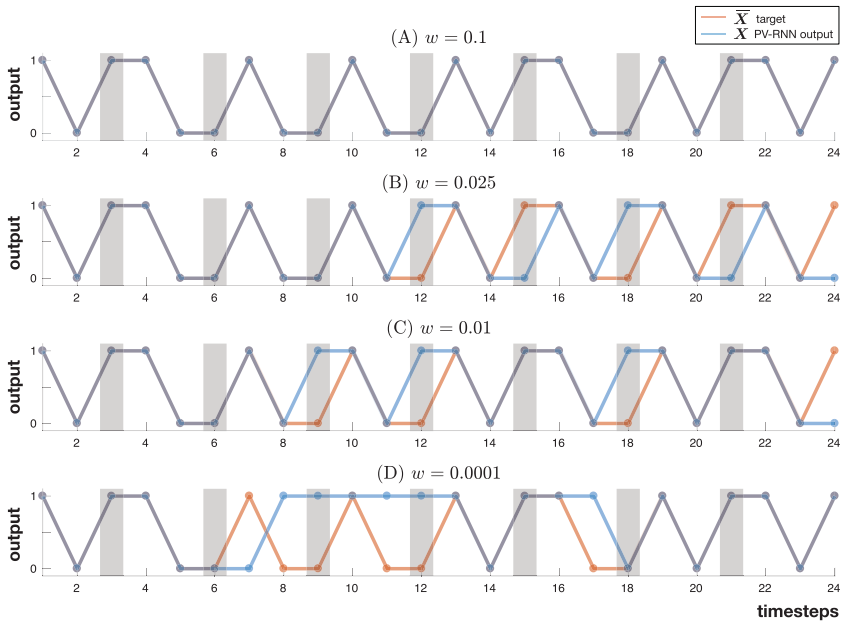 X̅ target
X PV-RNN output
(A) w = 0.1
output
1
0
2 4 6 8 10 12 14 16 18 20 22 24
(B) w = 0.025
output
1
0
2 4 6 8 10 12 14 16 18 20 22 24
(C) w = 0.01
output
1
0
2 4 6 8 10 12 14 16 18 20 22 24
(D) w = 0.0001
output
1
0
2 4 6 8 10 12 14 16 18 20 22 24
timesteps